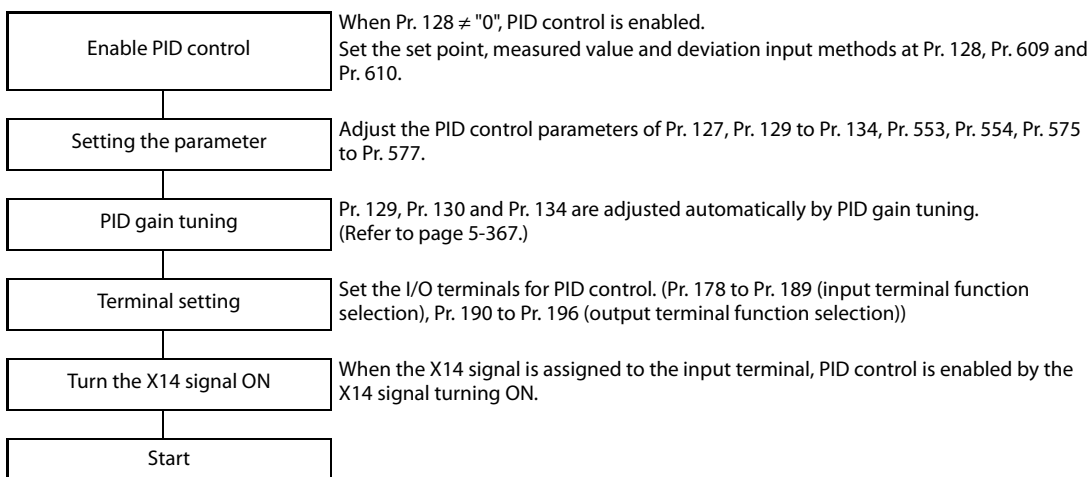 Enable PID control
When Pr. 128 ≠ "0", PID control is enabled.
Set the set point, measured value and deviation input methods at Pr. 128, Pr. 609 and
Pr. 610.
Setting the parameter
Adjust the PID control parameters of Pr. 127, Pr. 129 to Pr. 134, Pr. 553, Pr. 554, Pr. 575
to Pr. 577.
PID gain tuning
Pr. 129, Pr. 130 and Pr. 134 are adjusted automatically by PID gain tuning.
(Refer to page 5-367.)
Terminal setting
Set the I/O terminals for PID control. (Pr. 178 to Pr. 189 (input terminal function
selection), Pr. 190 to Pr. 196 (output terminal function selection))
Turn the X14 signal ON
When the X14 signal is assigned to the input terminal, PID control is enabled by the
X14 signal turning ON.
Start